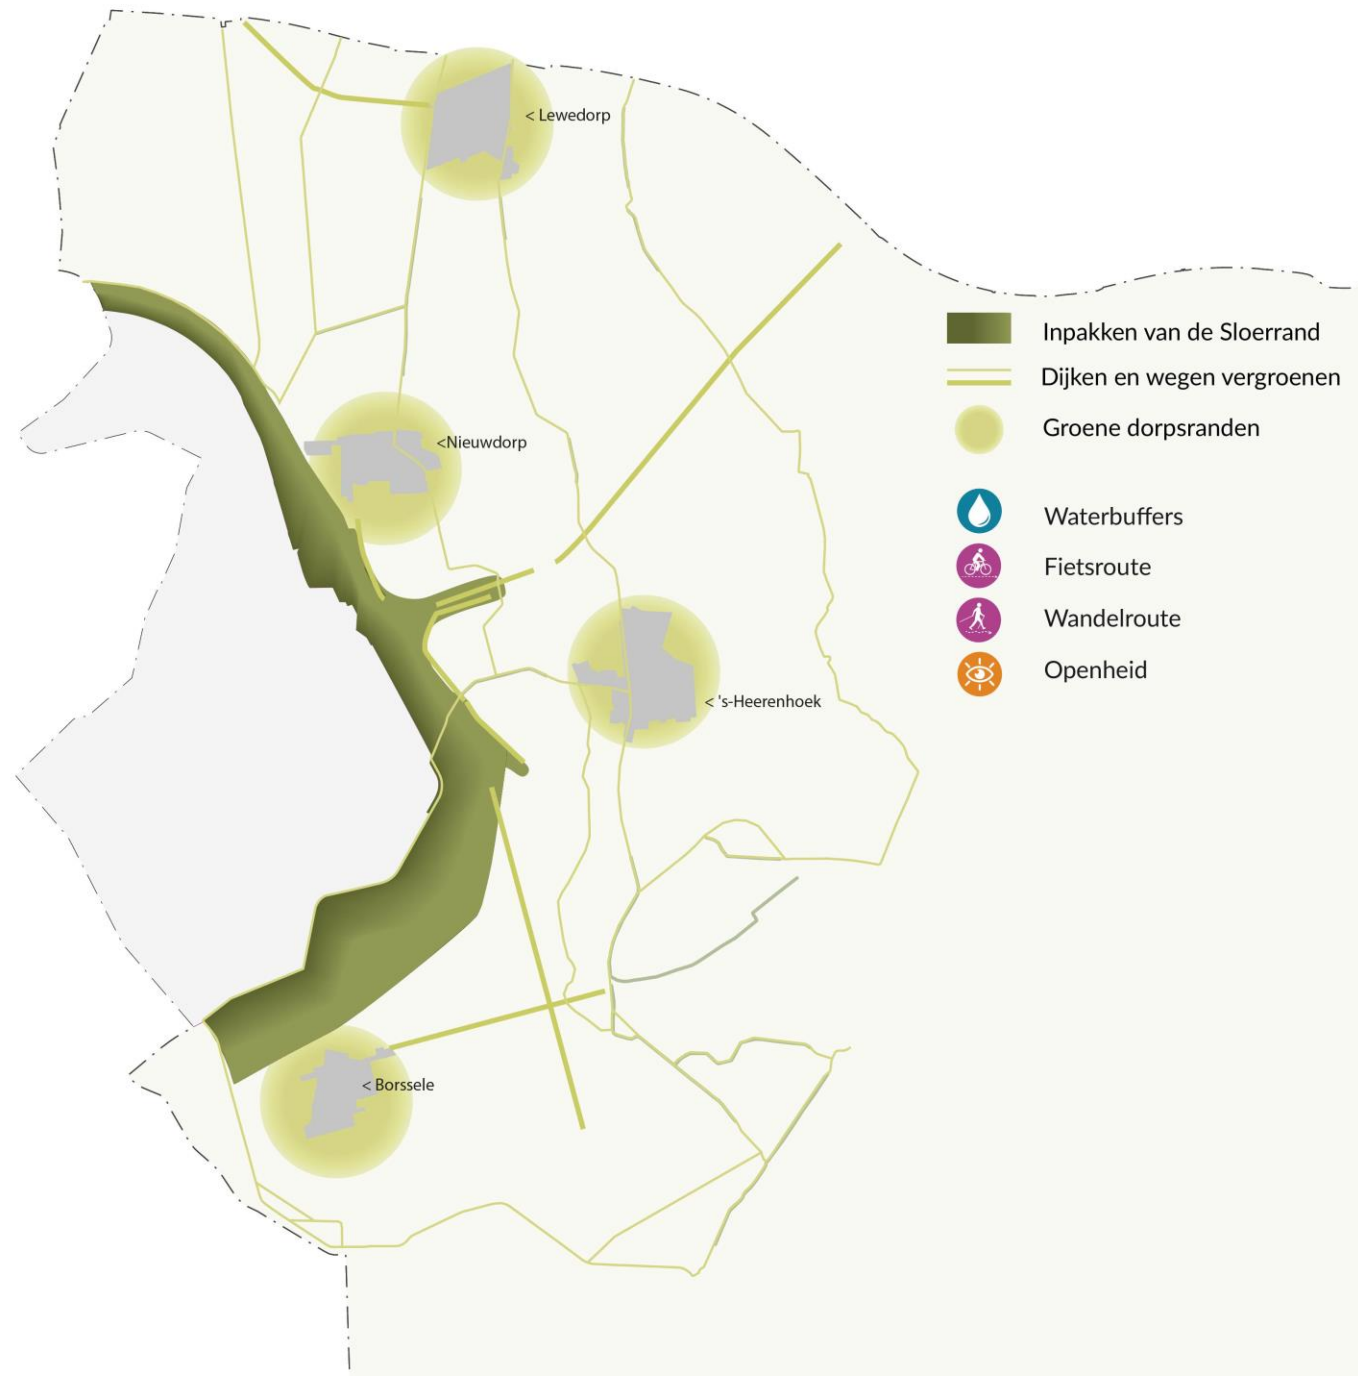 < Lewedorp
Inpakken van de Sloerrand
Dijken en wegen vergroenen
Groene dorpsranden
<Nieuwdorp
Waterbuffers
Fietsroute
Wandelroute
Openheid
< 's-Heerenhoek
< Borssele